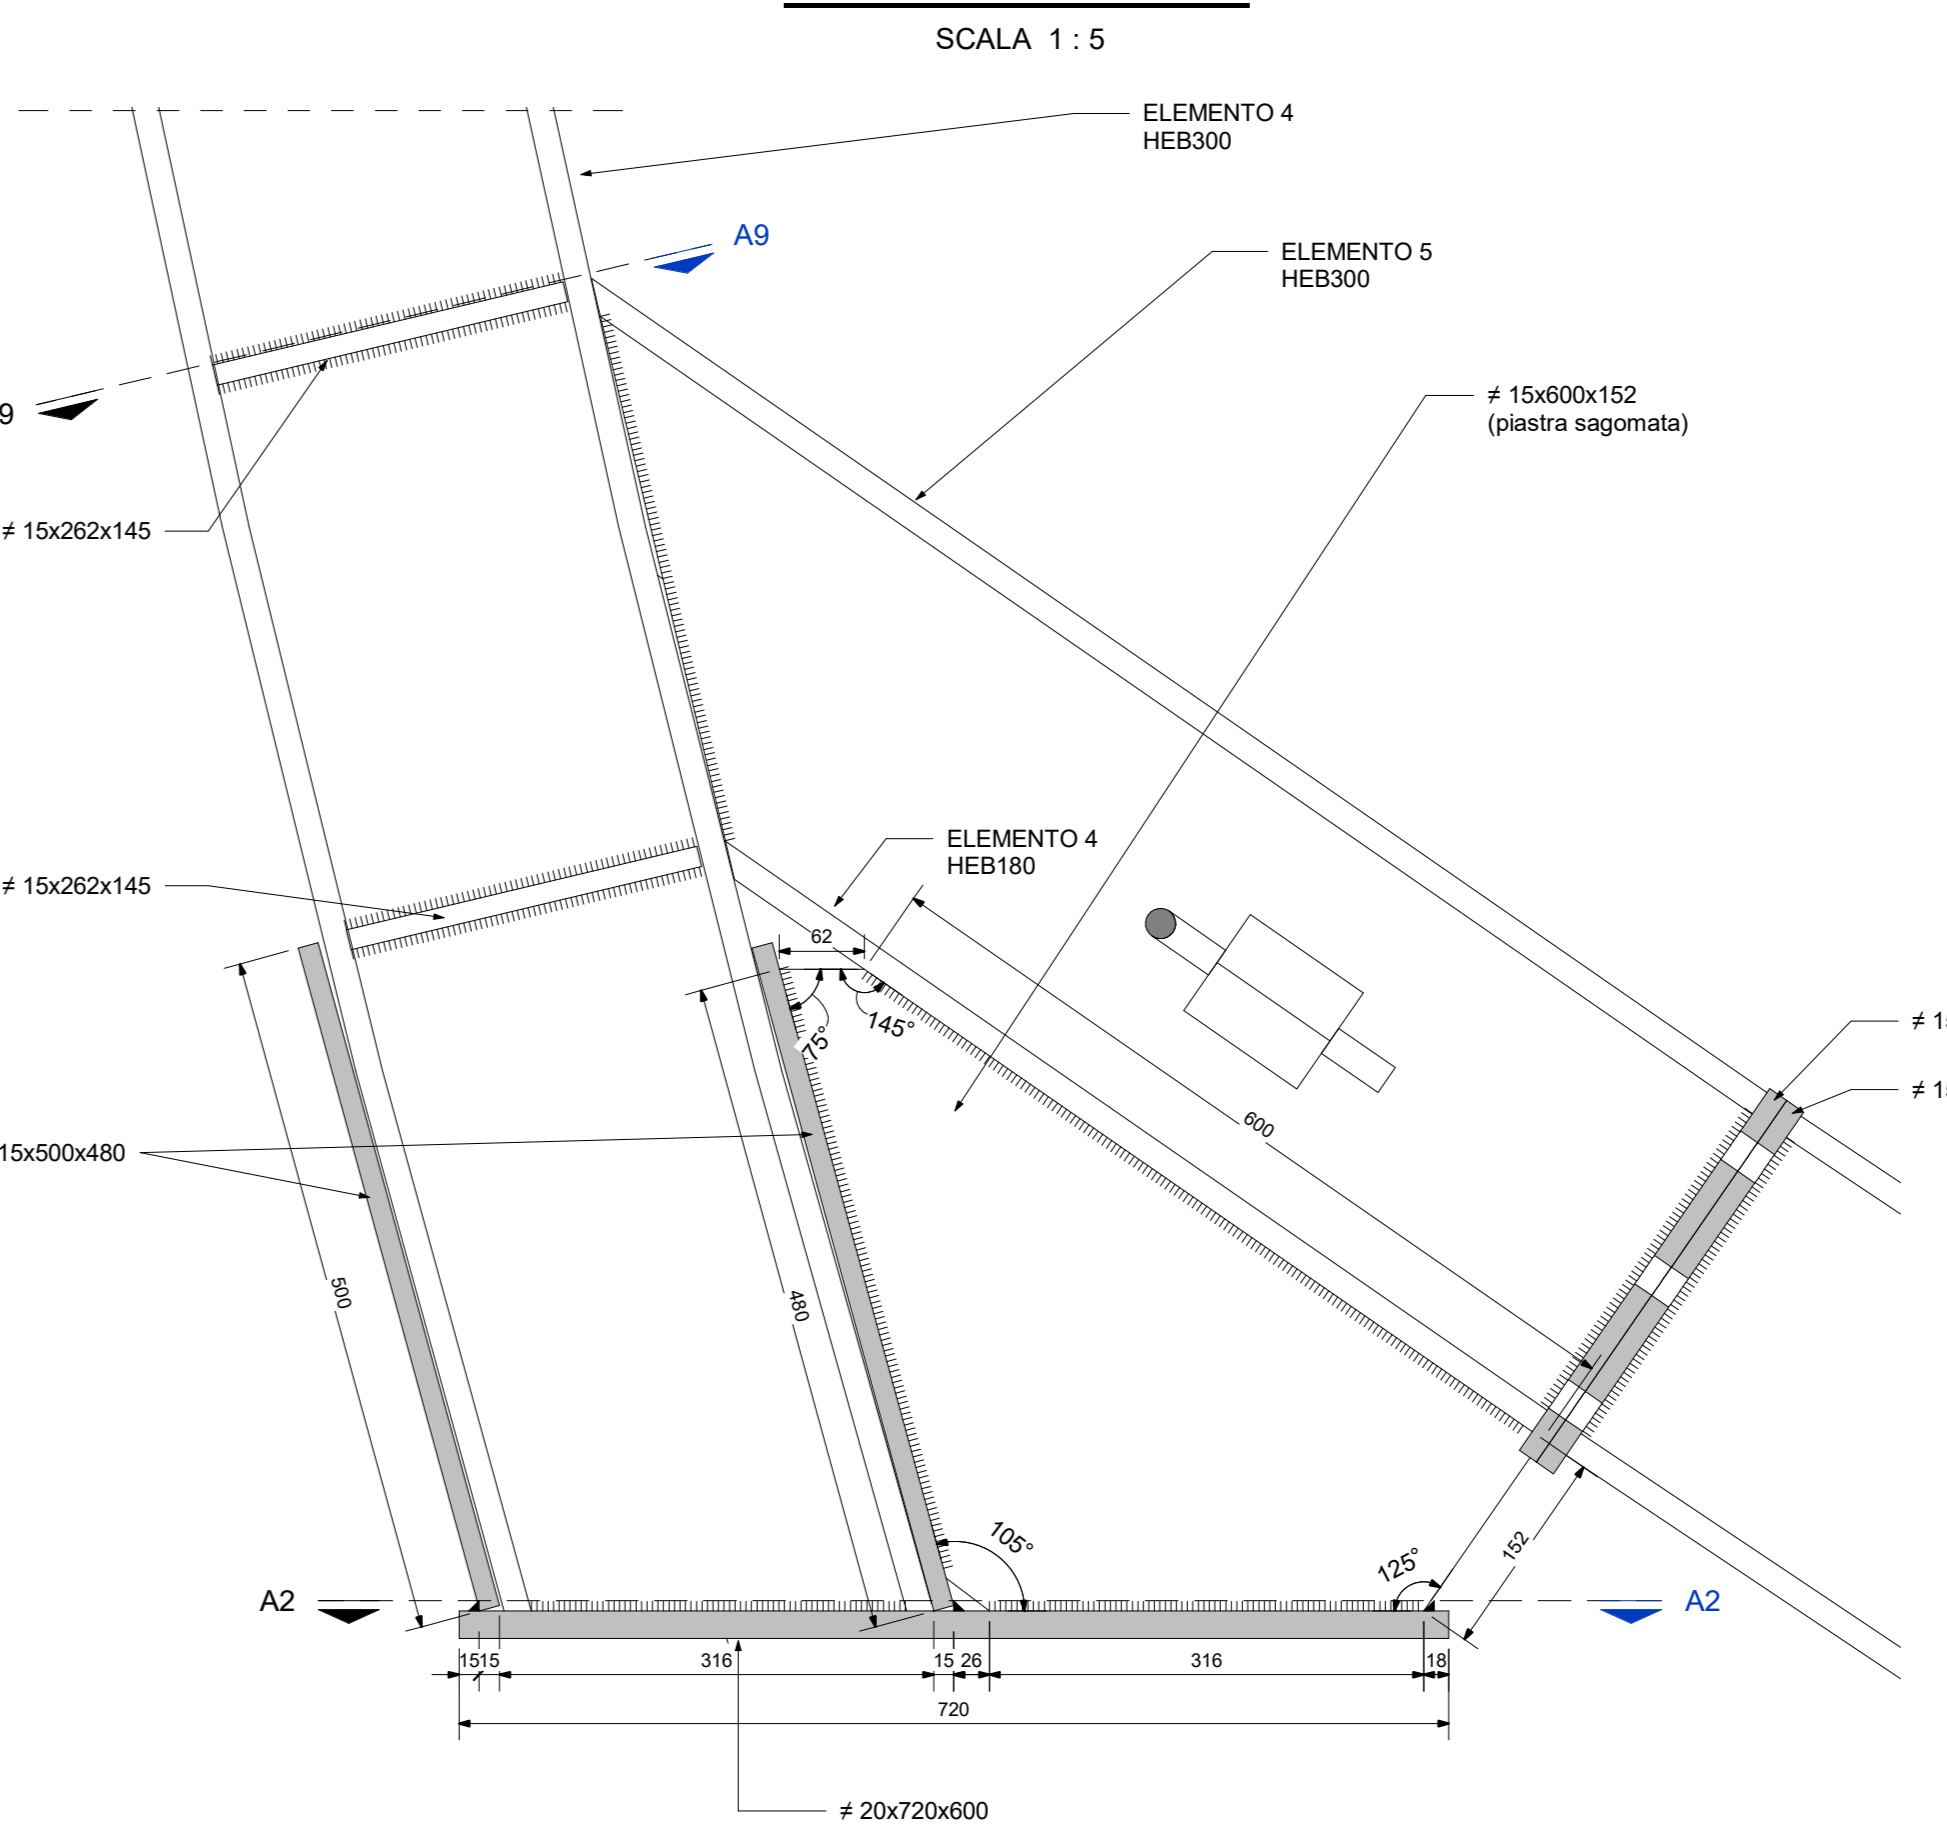 SCALA 1 : 5
ELEMENTO 4
HEB300
A9
ELEMENTO 5
HEB300
≠ 15x600x152
(piastra sagomata)
9
≠ 15x262x145
ELEMENTO 4
HEB180
≠ 15x262x145
62
145°
75°
≠ 15
≠ 15
600
15x500x480
500
480
105°
125°
152
A2
A2
15
15
316
15
26
316
18
720
≠ 20x720x600